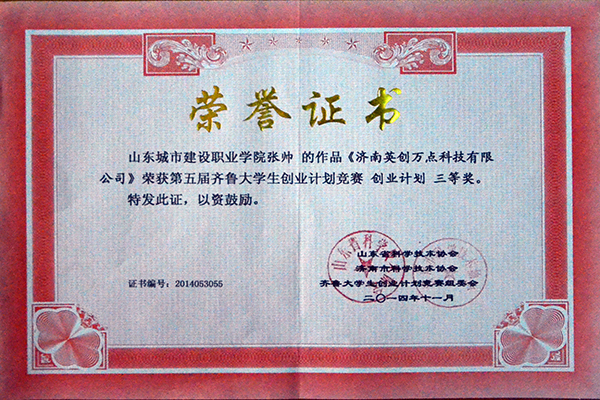 荣誉证书
山东城市建设职业学院张帅 的作品《济南英创万点科技有限
公司》荣获第五届齐鲁大学生创业计划竞赛 创业计划 三等奖。
特发此证，以资鼓励。
山东省科学技术协会
济南市科学技术协会
证书编号：2014053055
齐鲁大学生创业计划竞赛组委会
二〇一四年十一月